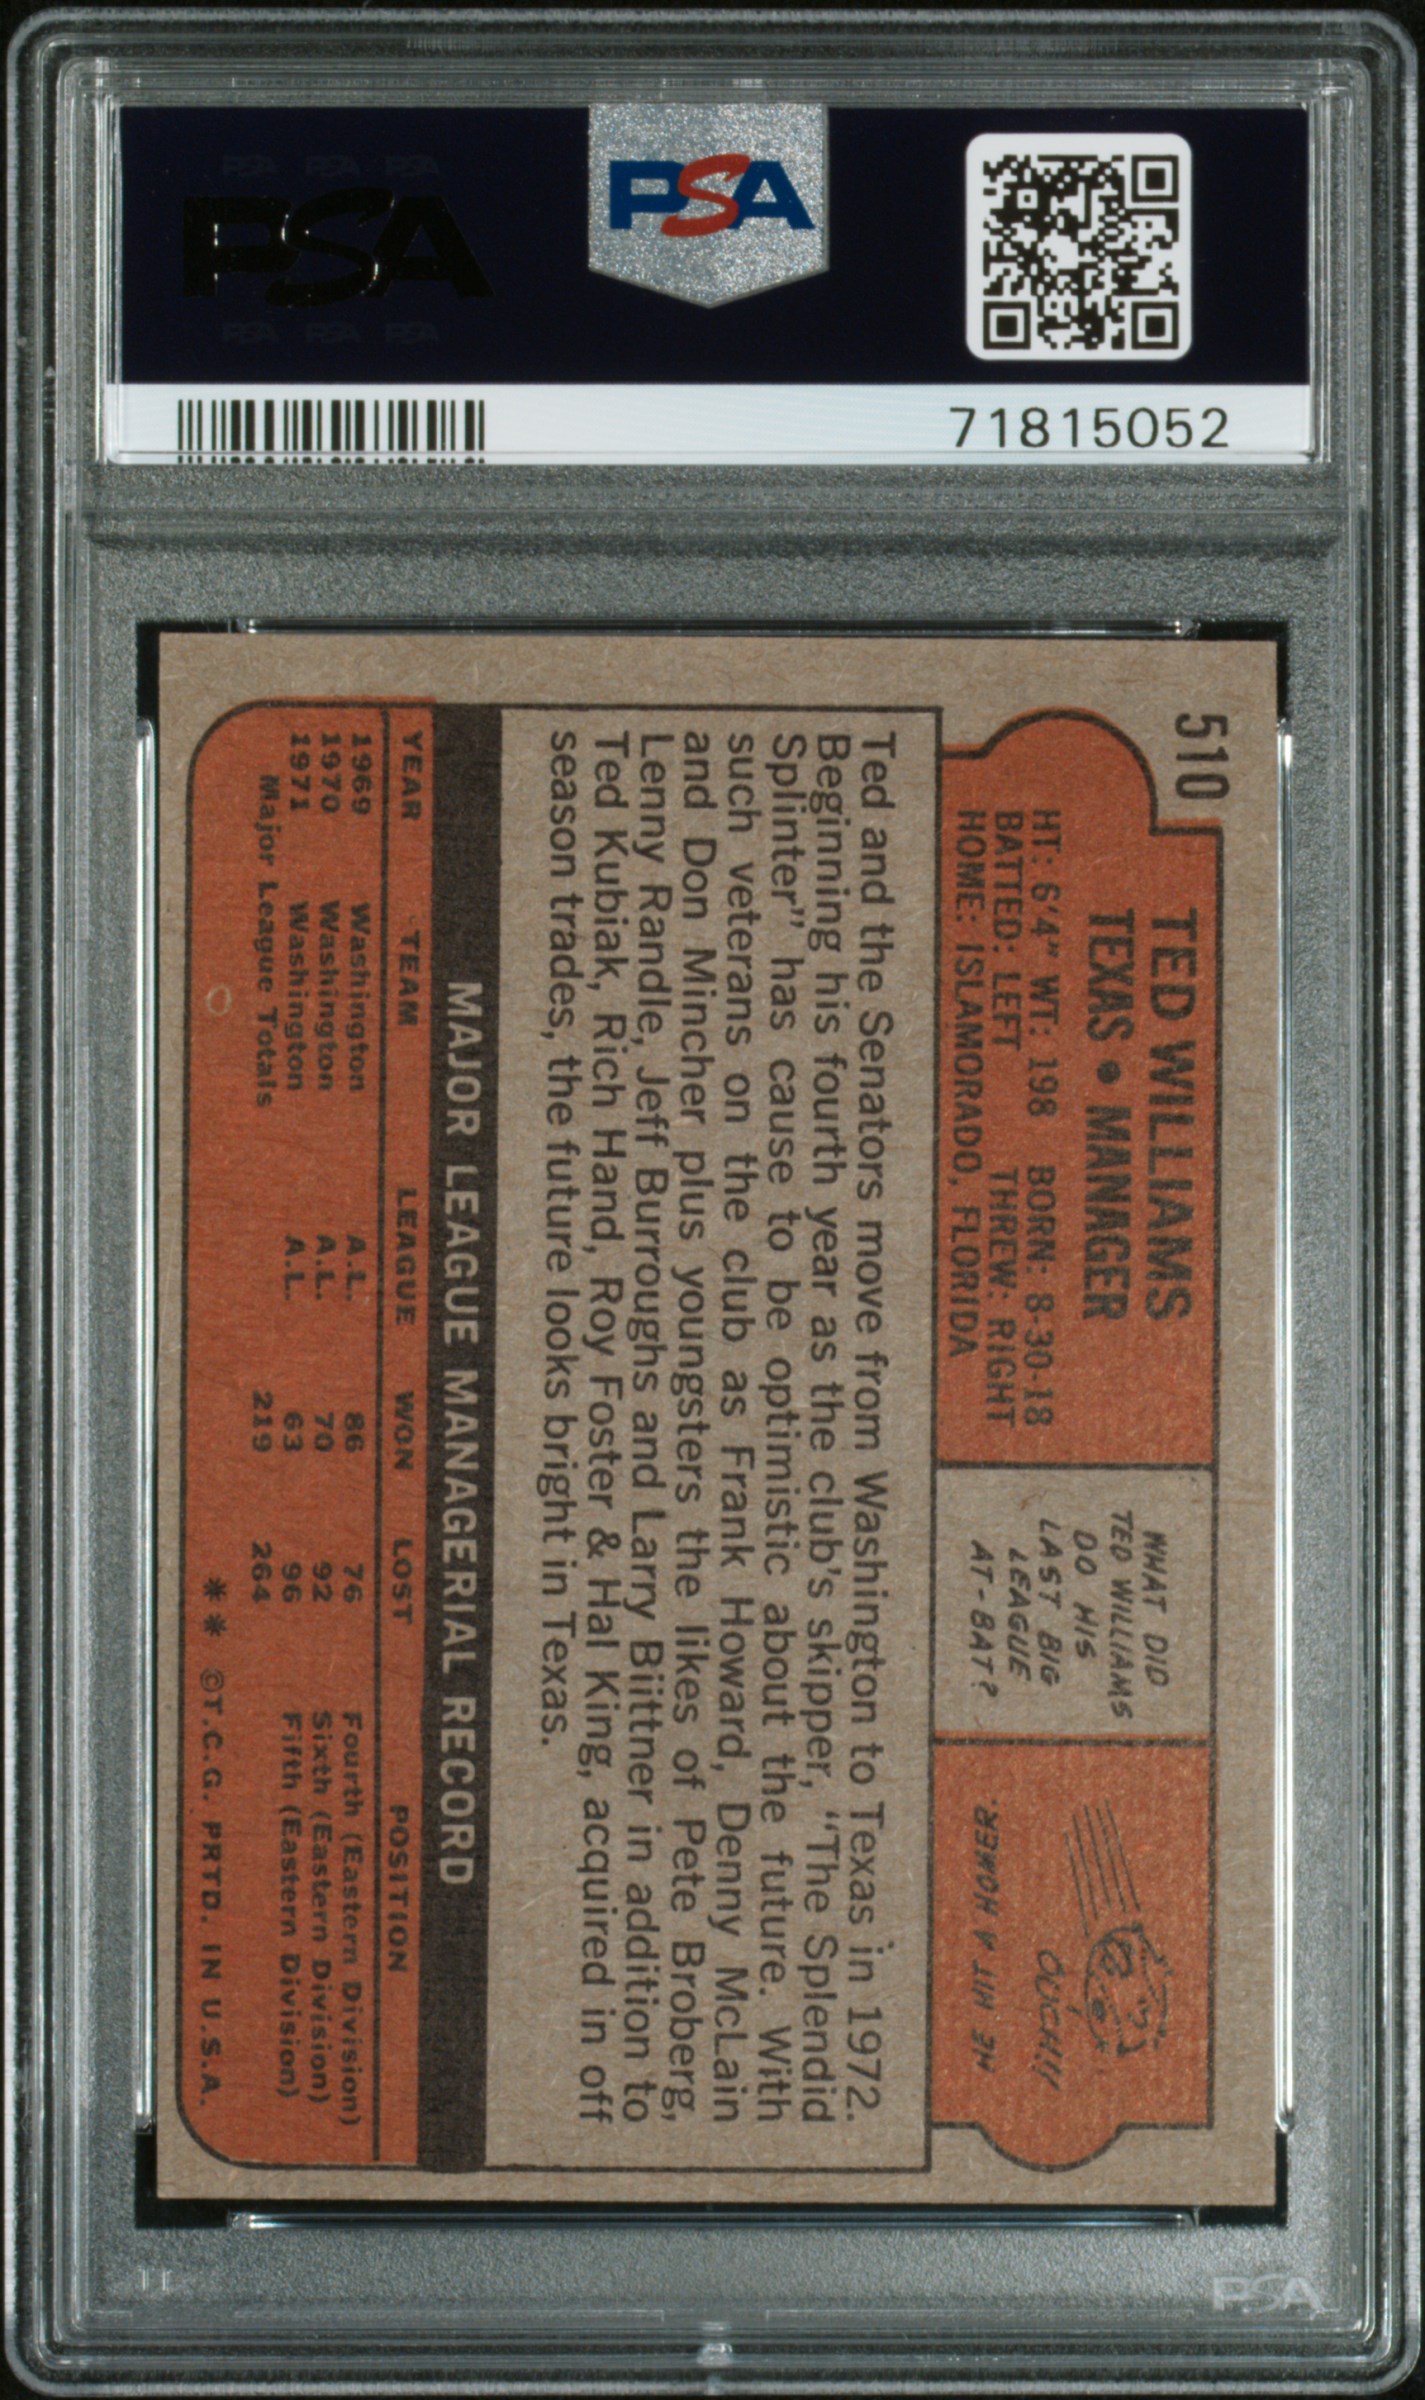 PSA PSA PSA
PSA
PSA PSA PSA
PSA
71815052
510
TED WILLIAMS
TEXAS • MANAGER
HT: 6'4" WT: 198 BORN: 8-30-18
BATTED: LEFT THREW: RIGHT
HOME: ISLAMORADO, FLORIDA
WHAT DID
TED WILLIAMS
DO HIS
LAST BIG
LEAGUE
AT-BAT?
OUCH!!
HE HIT A HOMER.
Ted and the Senators move from Washington to Texas in 1972.
Beginning his fourth year as the club's skipper, "The Splendid
Splinter" has cause to be optimistic about the future. With
such veterans on the club as Frank Howard, Denny McLain
and Don Mincher plus youngsters the likes of Pete Broberg,
Lenny Randle, Jeff Burroughs and Larry Biittner in addition to
Ted Kubiak, Rich Hand, Roy Foster & Hal King, acquired in off
season trades, the future looks bright in Texas.
MAJOR LEAGUE MANAGERIAL RECORD
YEAR TEAM LEAGUE WON LOST POSITION
1969 Washington A.L. 86 76 Fourth (Eastern Division)
1970 Washington A.L. 70 92 Sixth (Eastern Division)
1971 Washington A.L. 63 96 Fifth (Eastern Division)
Major League Totals 219 264
** ©T.C.G. PRTD. IN U.S.A.
PSA